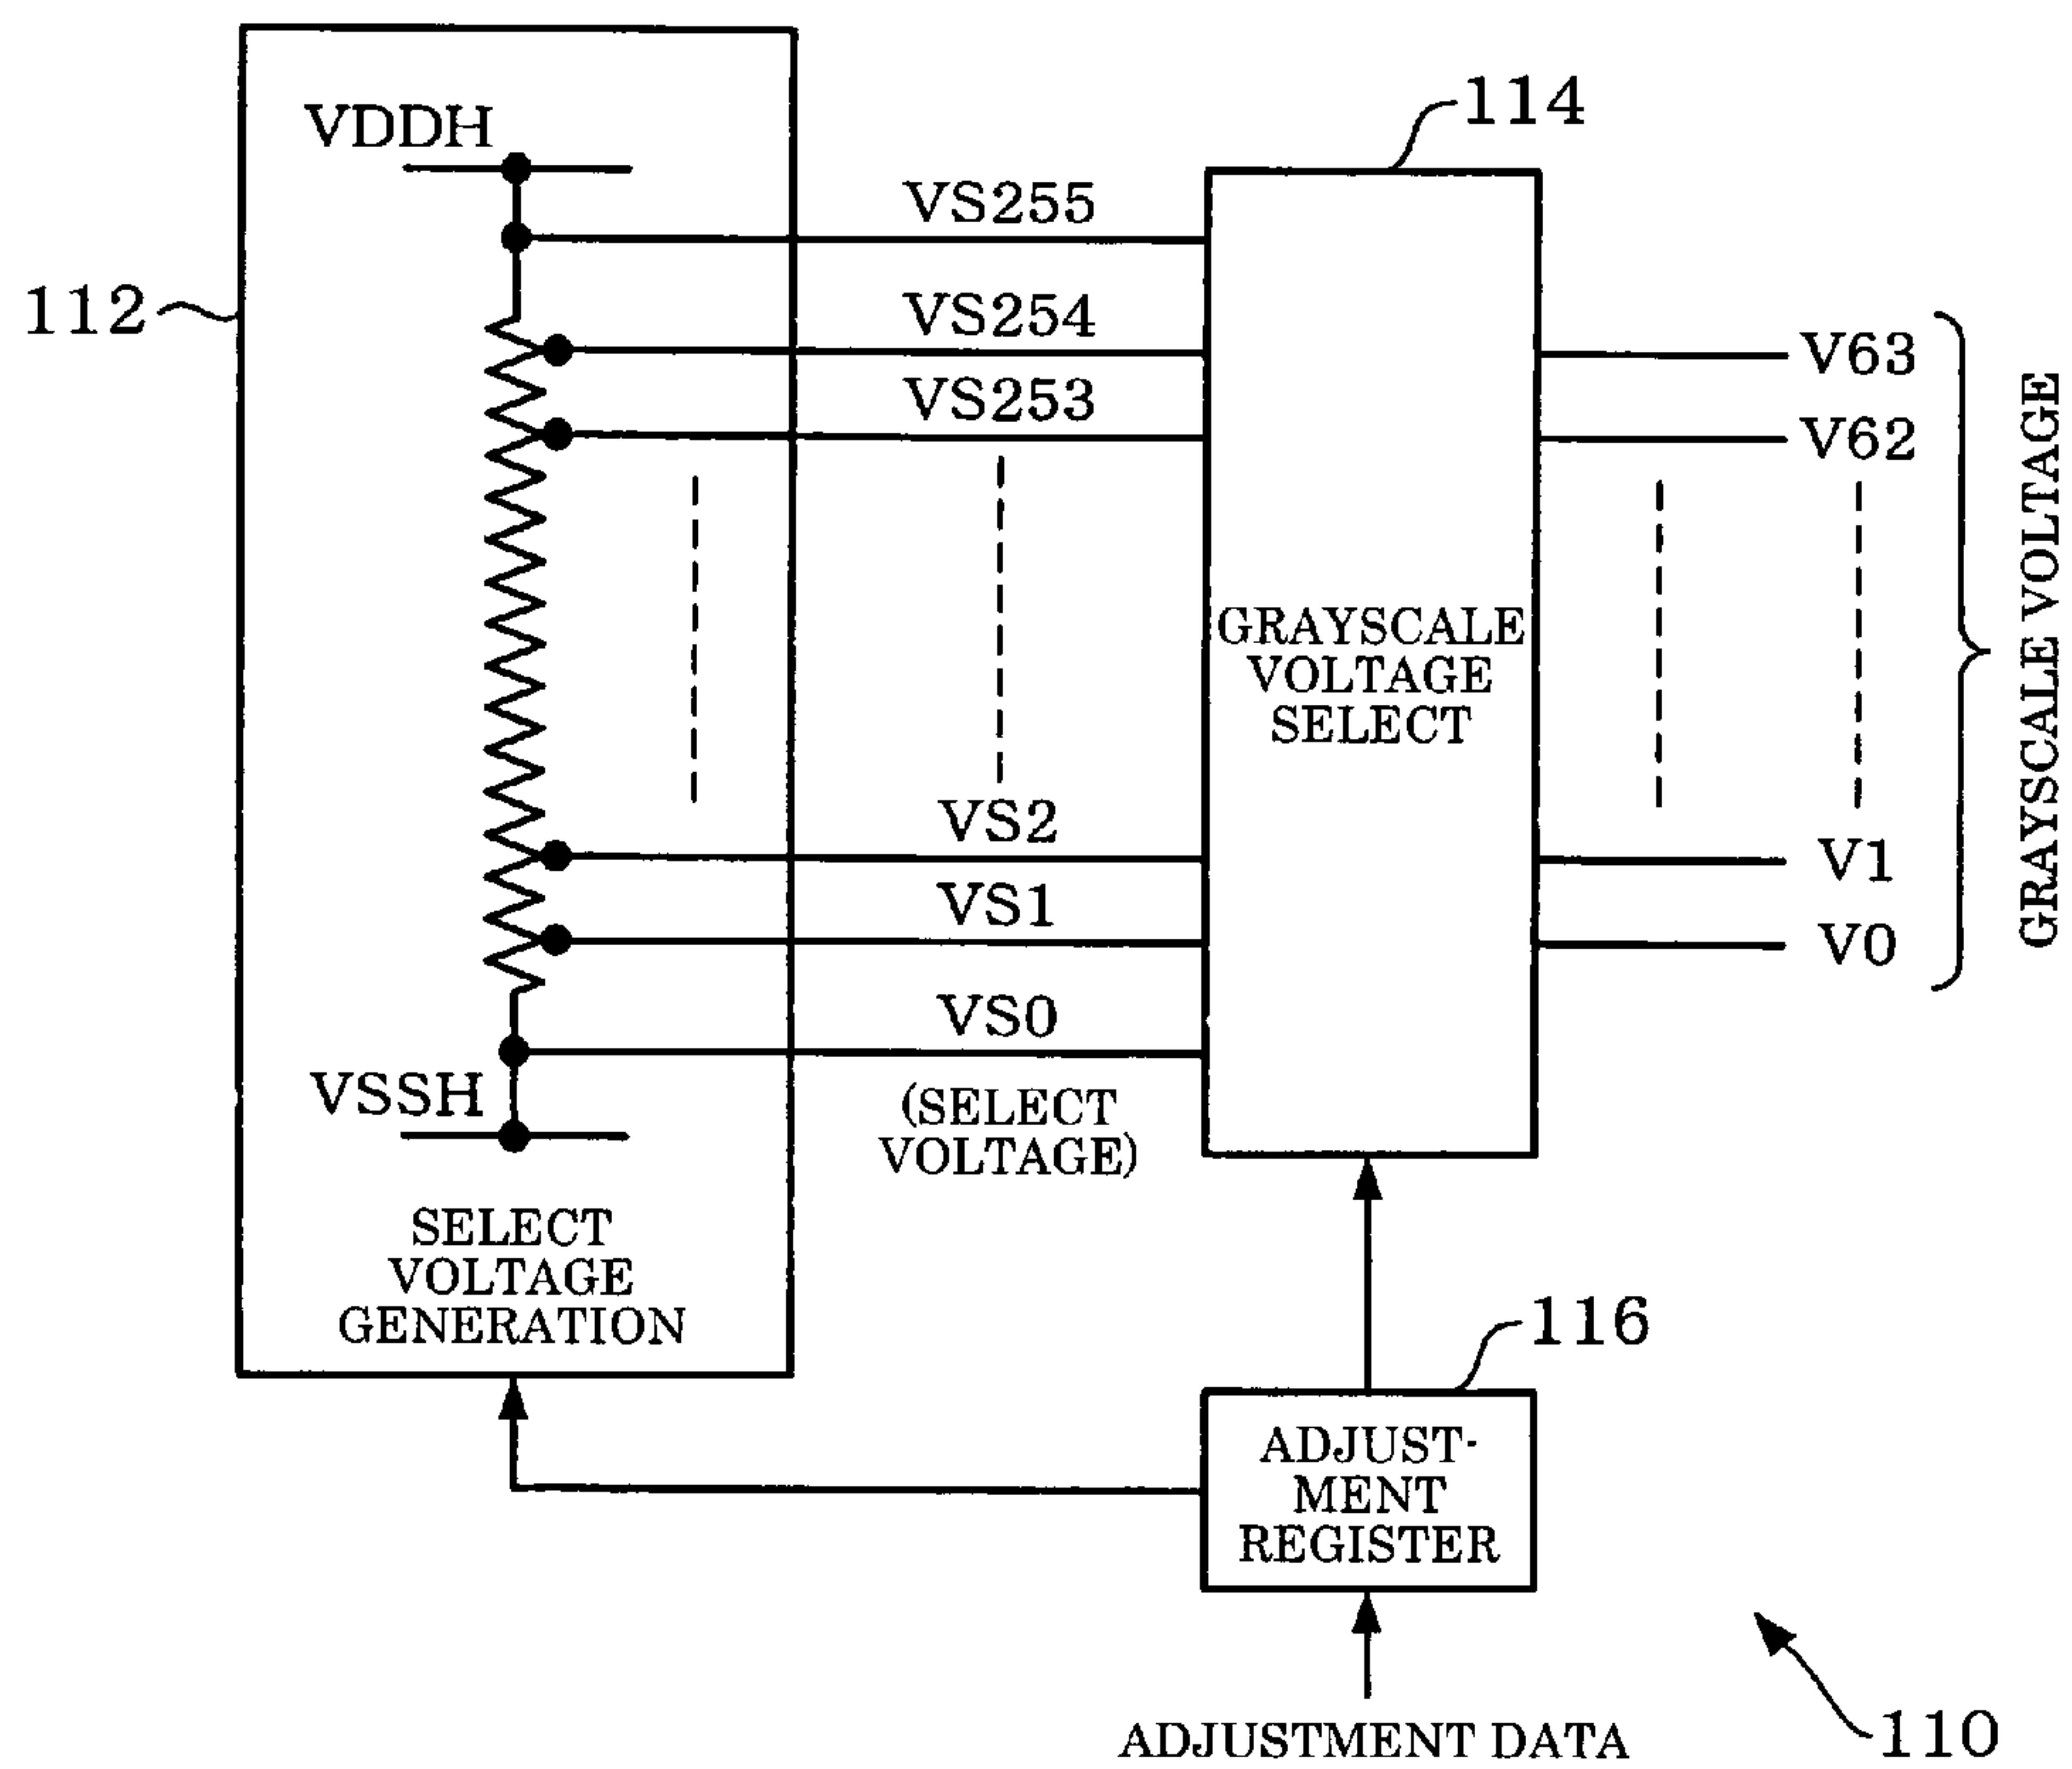 VDDH
112
VS255
VS254
VS253
VS2
VS1
VS0
(SELECT
VOLTAGE)
VSSH
SELECT
VOLTAGE
GENERATION
114
GRAYSCALE
VOLTAGE
SELECT
V63
V62
V1
V0
GRAYSCALE VOLTAGE
116
ADJUST-
MENT
REGISTER
ADJUSTMENT DATA
110